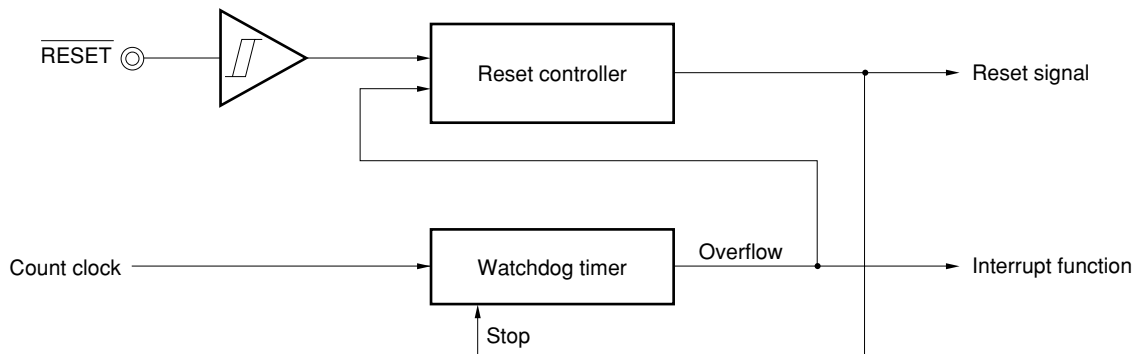 RESET
Reset controller
Reset signal
Count clock
Watchdog timer
Overflow
Interrupt function
Stop